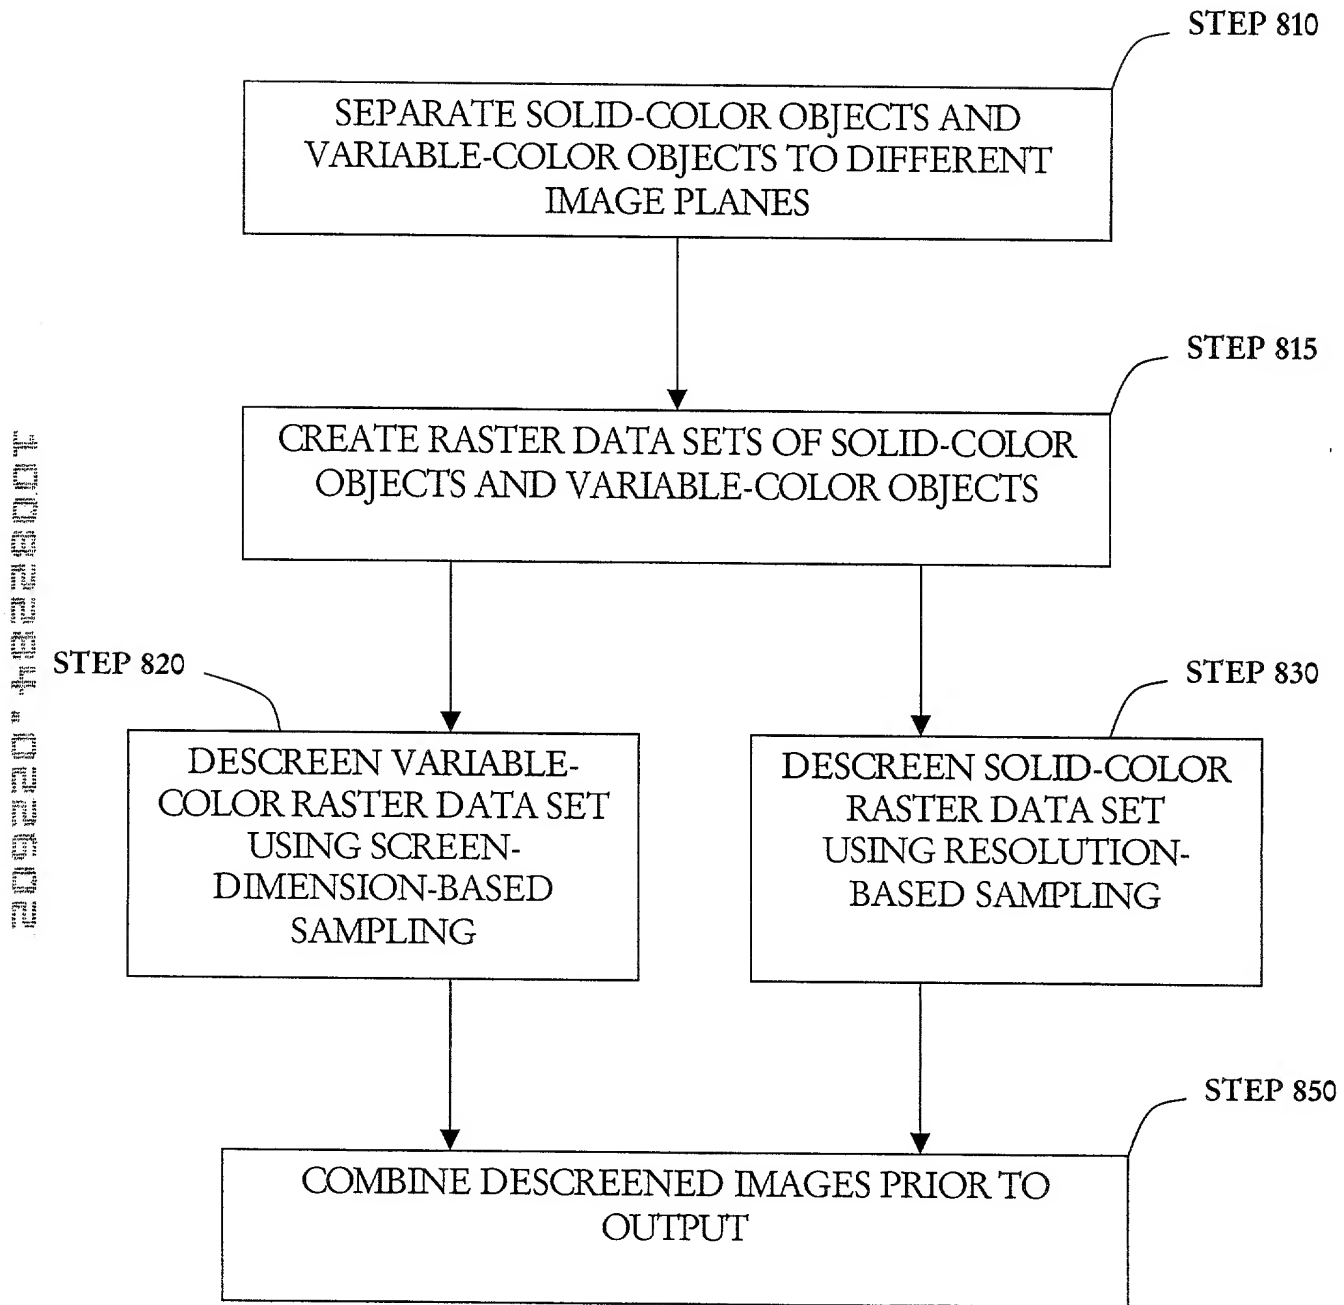 STEP 810
SEPARATE SOLID-COLOR OBJECTS AND
VARIABLE-COLOR OBJECTS TO DIFFERENT
IMAGE PLANES
STEP 815
CREATE RASTER DATA SETS OF SOLID-COLOR
OBJECTS AND VARIABLE-COLOR OBJECTS
STEP 820
DESCREEN VARIABLE-
COLOR RASTER DATA SET
USING SCREEN-
DIMENSION-BASED
SAMPLING
STEP 830
DESCREEN SOLID-COLOR
RASTER DATA SET
USING RESOLUTION-
BASED SAMPLING
STEP 850
COMBINE DESCREENED IMAGES PRIOR TO
OUTPUT
10082284.022602